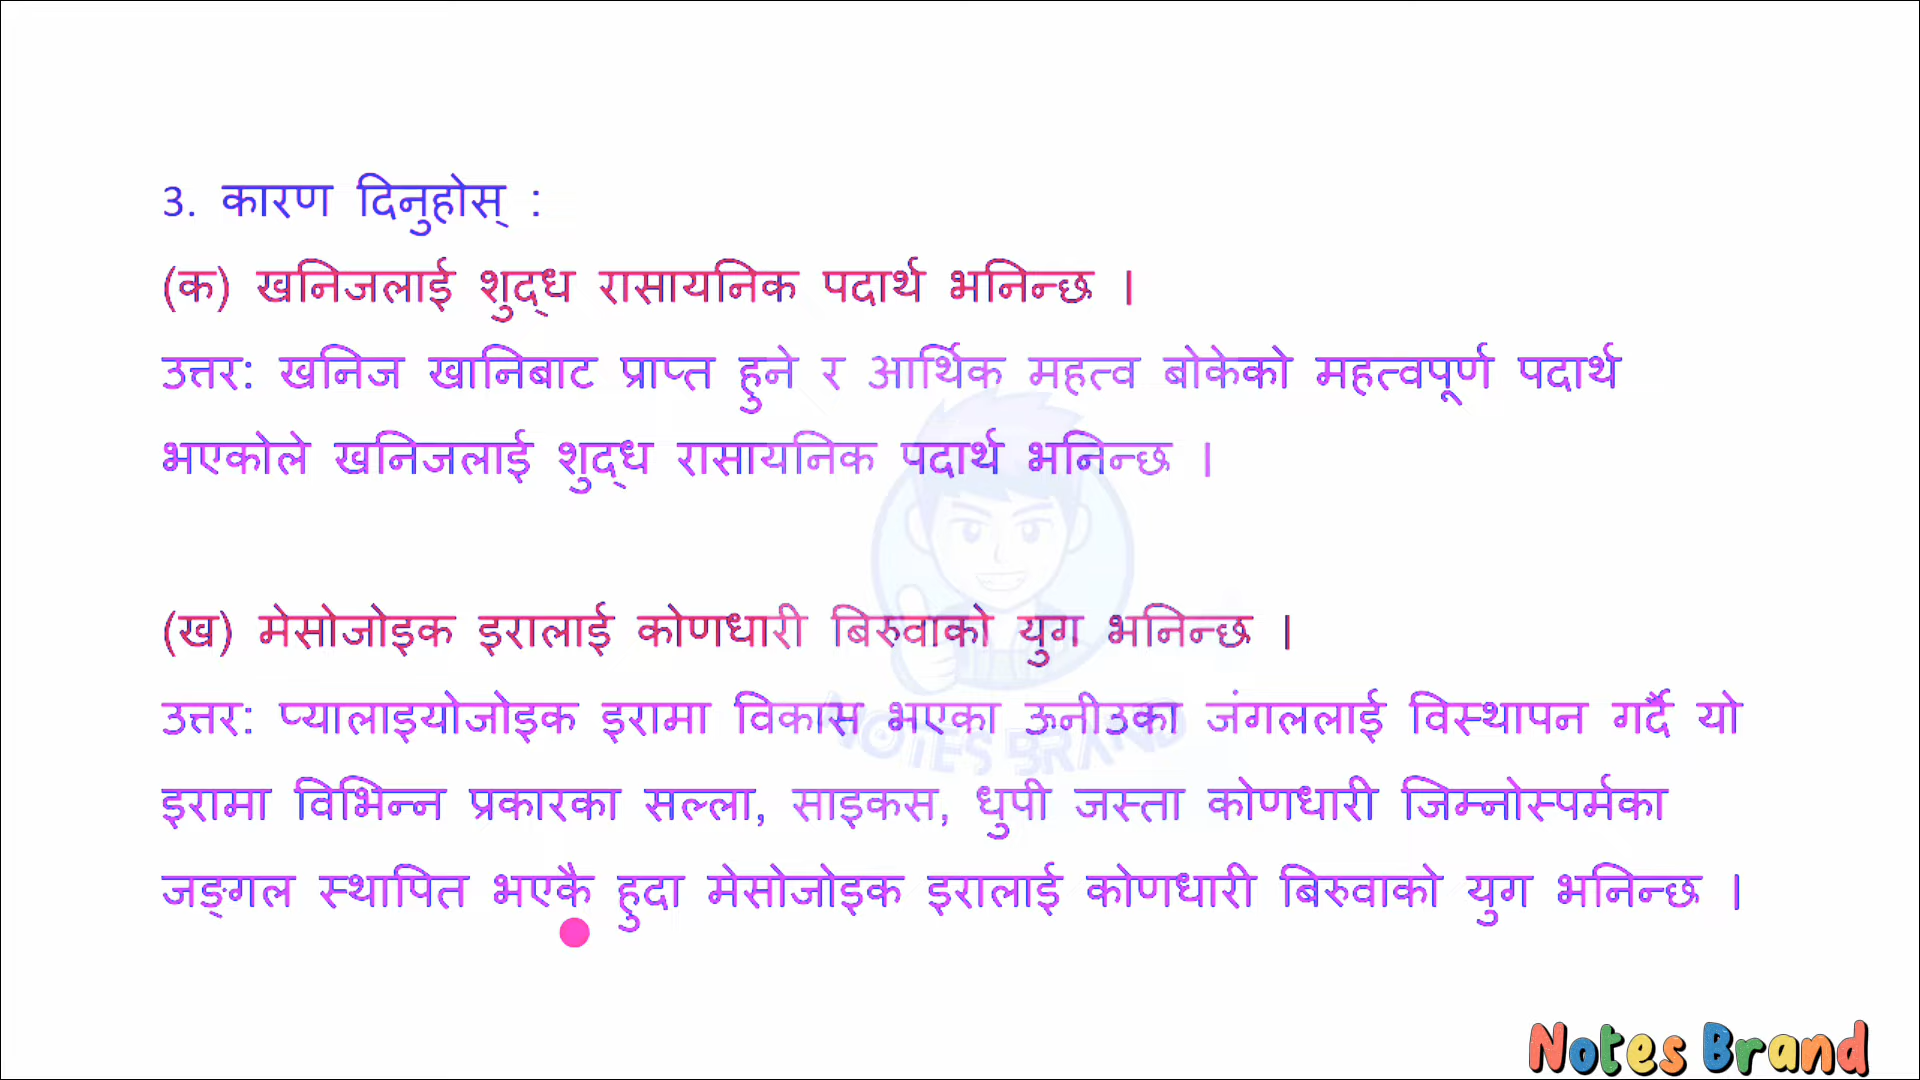 3. कारण दिनुहोस् :
(क) खनिजलाई शुद्ध रासायनिक पदार्थ भनिन्छ ।
उत्तर: खनिज खानिबाट प्राप्त हुने र आर्थिक महत्व बोकेको महत्वपूर्ण पदार्थ
भएकोले खनिजलाई शुद्ध रासायनिक पदार्थ भनिन्छ ।
(ख) मेसोजोइक इरालाई कोणधारी बिरुवाको युग भनिन्छ ।
उत्तर: प्यालाइयोजोइक इरामा विकास भएका ऊनीउका जंगललाई विस्थापन गर्दै यो
इरामा विभिन्न प्रकारका सल्ला, साइकस, धुपी जस्ता कोणधारी जिम्नोस्पर्मका
जङ्गल स्थापित भएकै हुदा मेसोजोइक इरालाई कोणधारी बिरुवाको युग भनिन्छ ।
NOTES BRAND
Notes Brand